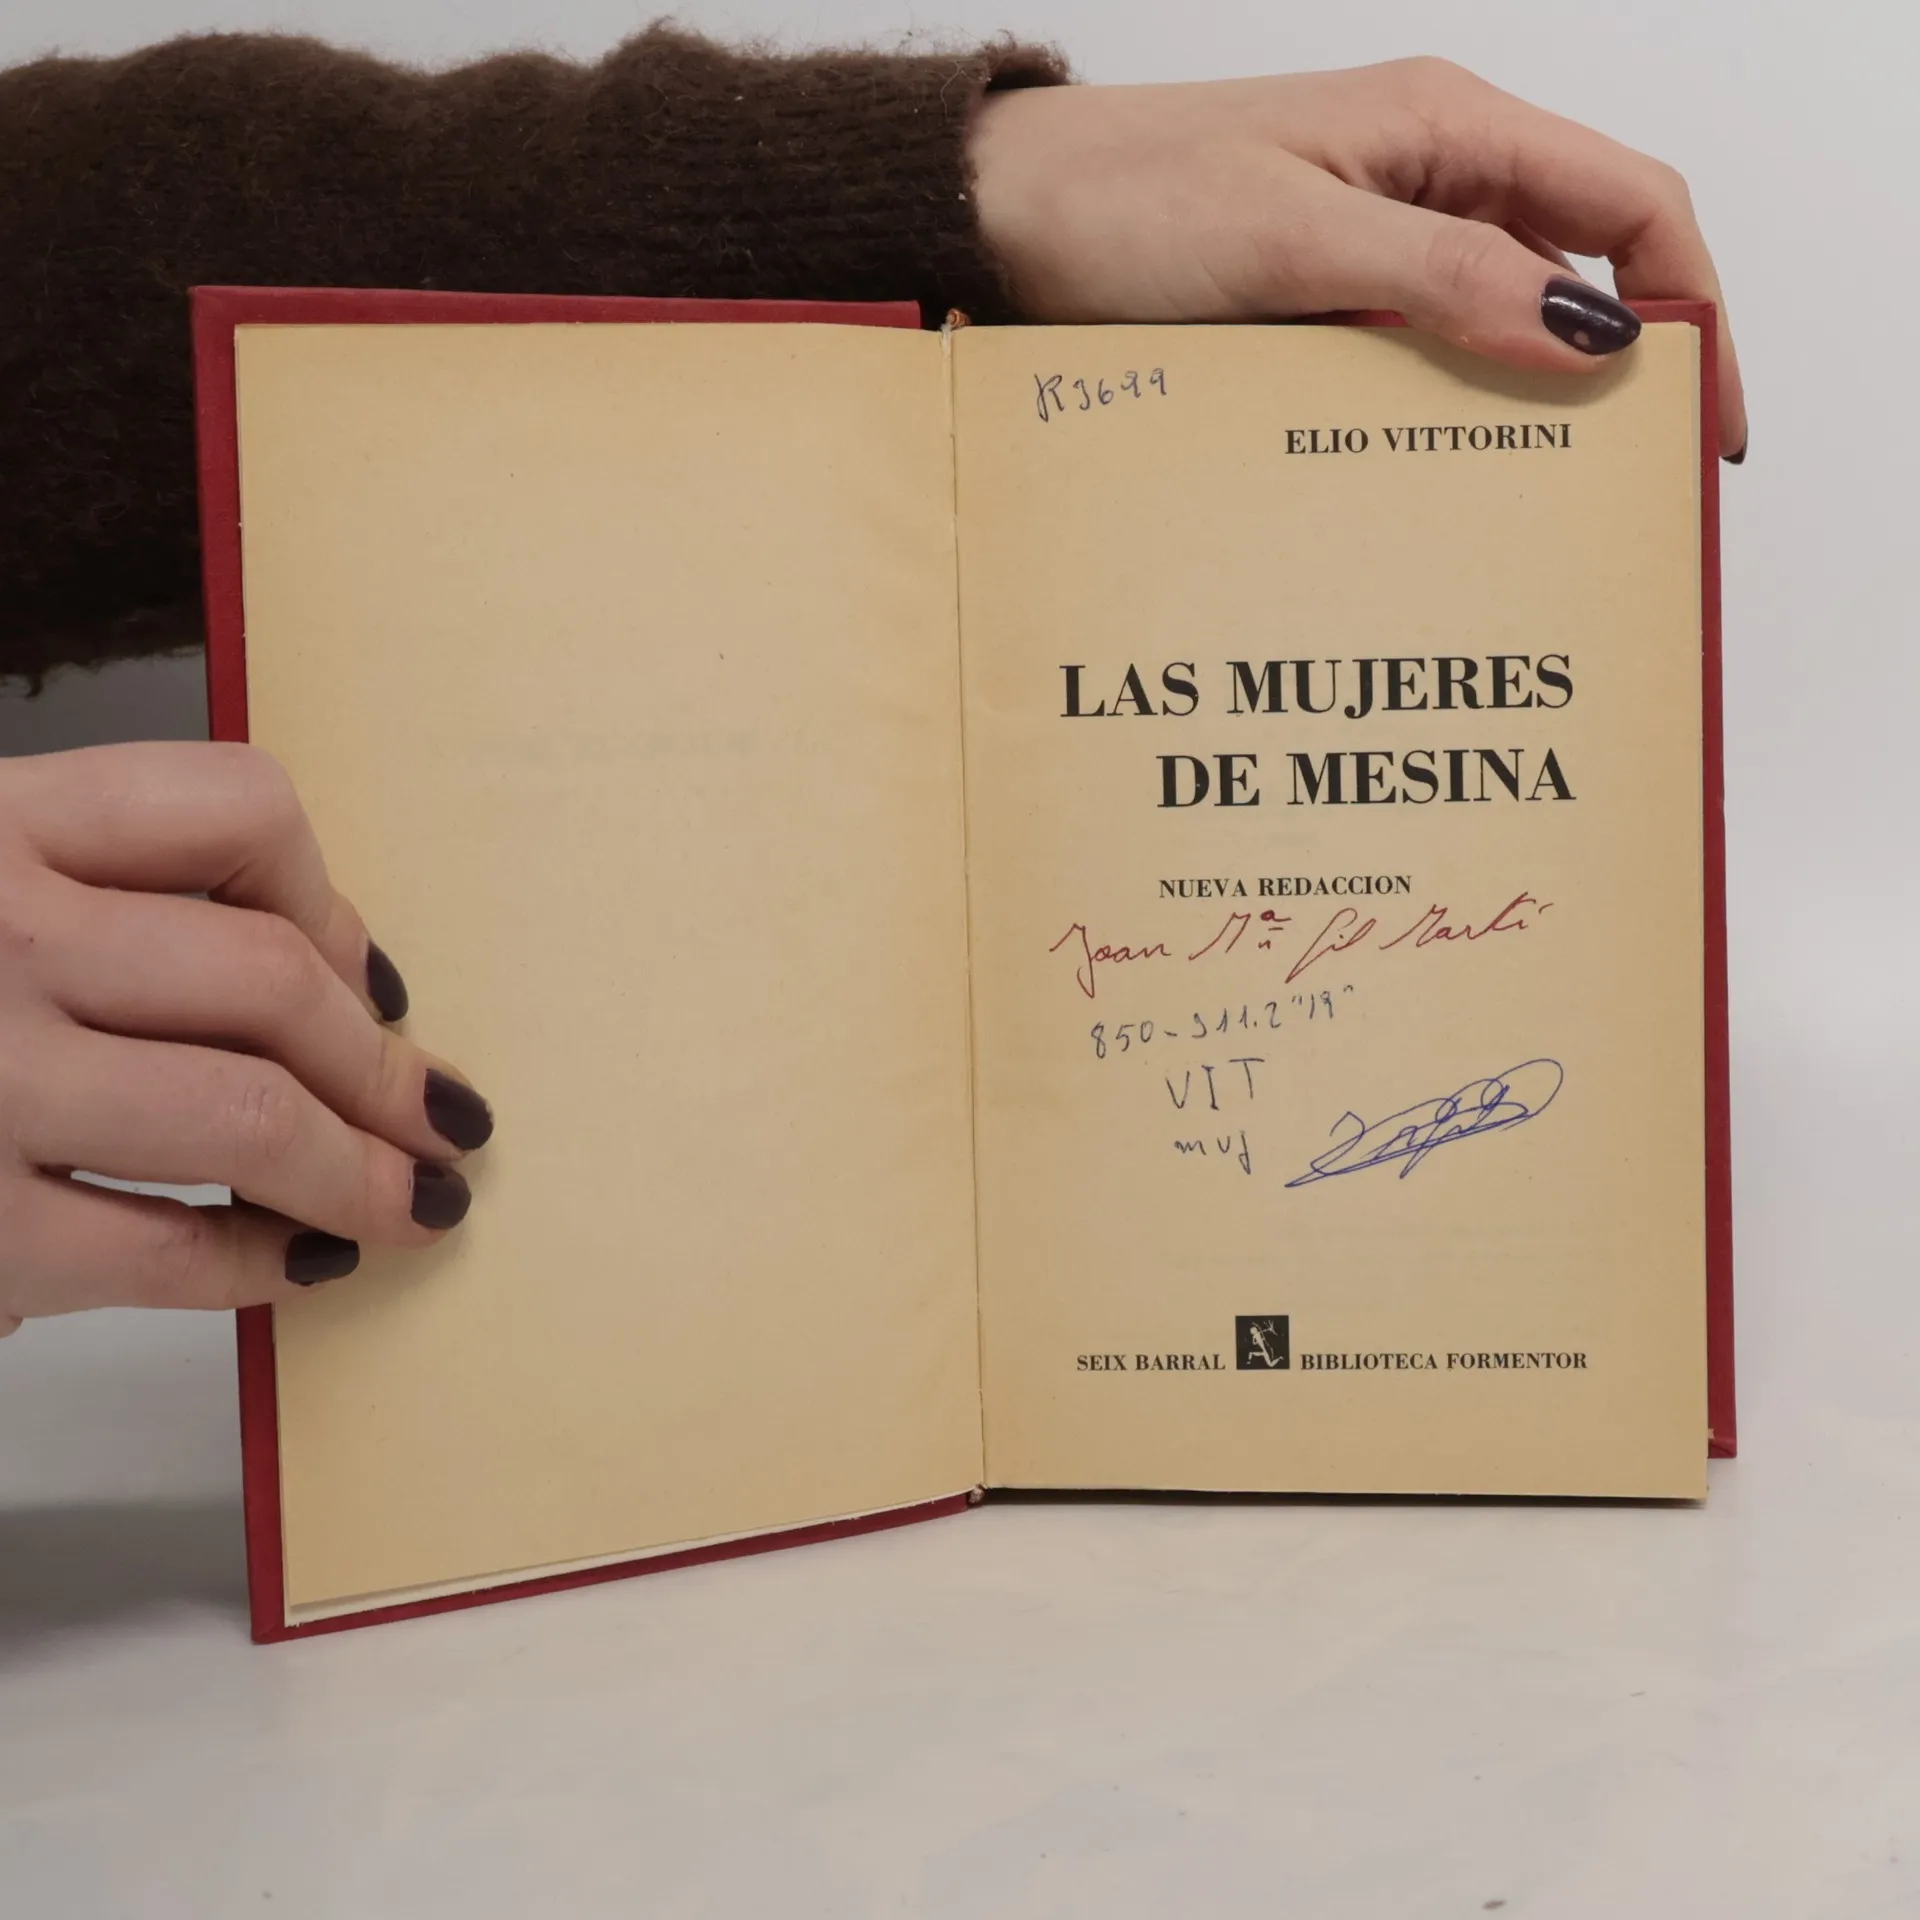 R3699
ELIO VITTORINI
LAS MUJERES
DE MESINA
NUEVA REDACCION
Joan Mª Gil Martí
850-311.2 "19"
VIT
muj
SEIX BARRAL BIBLIOTECA FORMENTOR